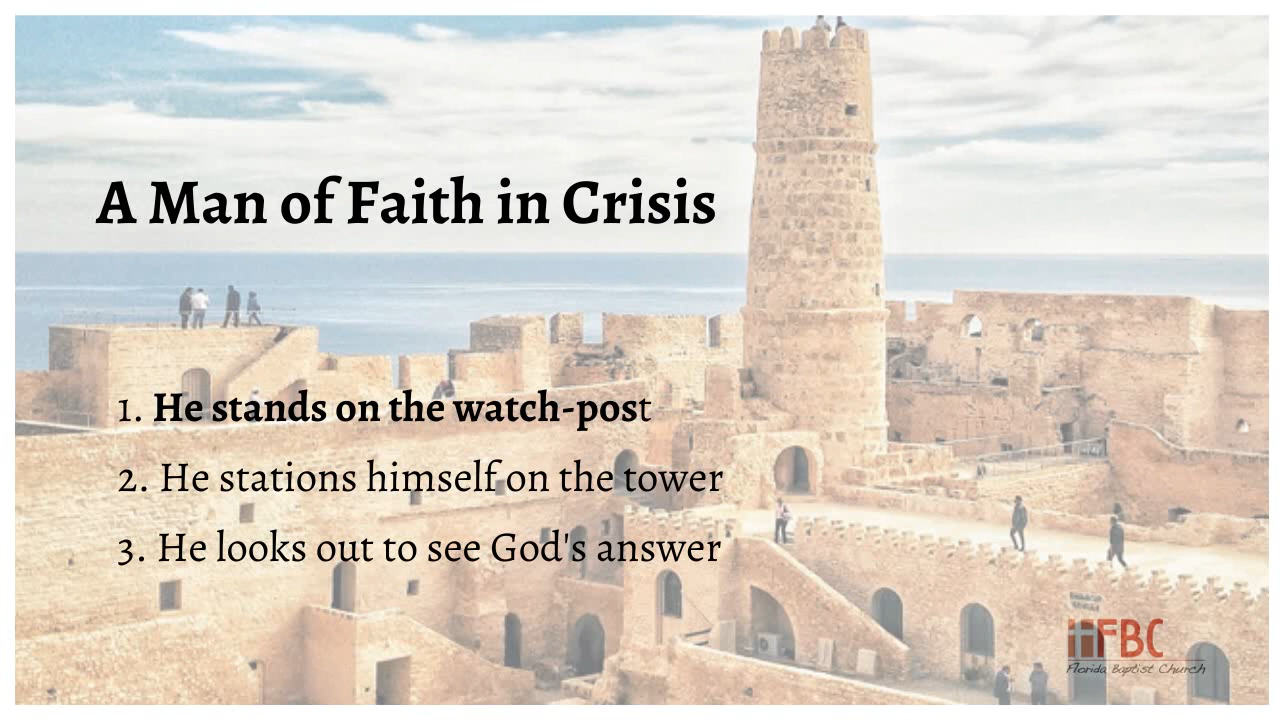 A Man of Faith in Crisis
1. He stands on the watch-post
2. He stations himself on the tower
3. He looks out to see God's answer
FBC
Florida Baptist Church